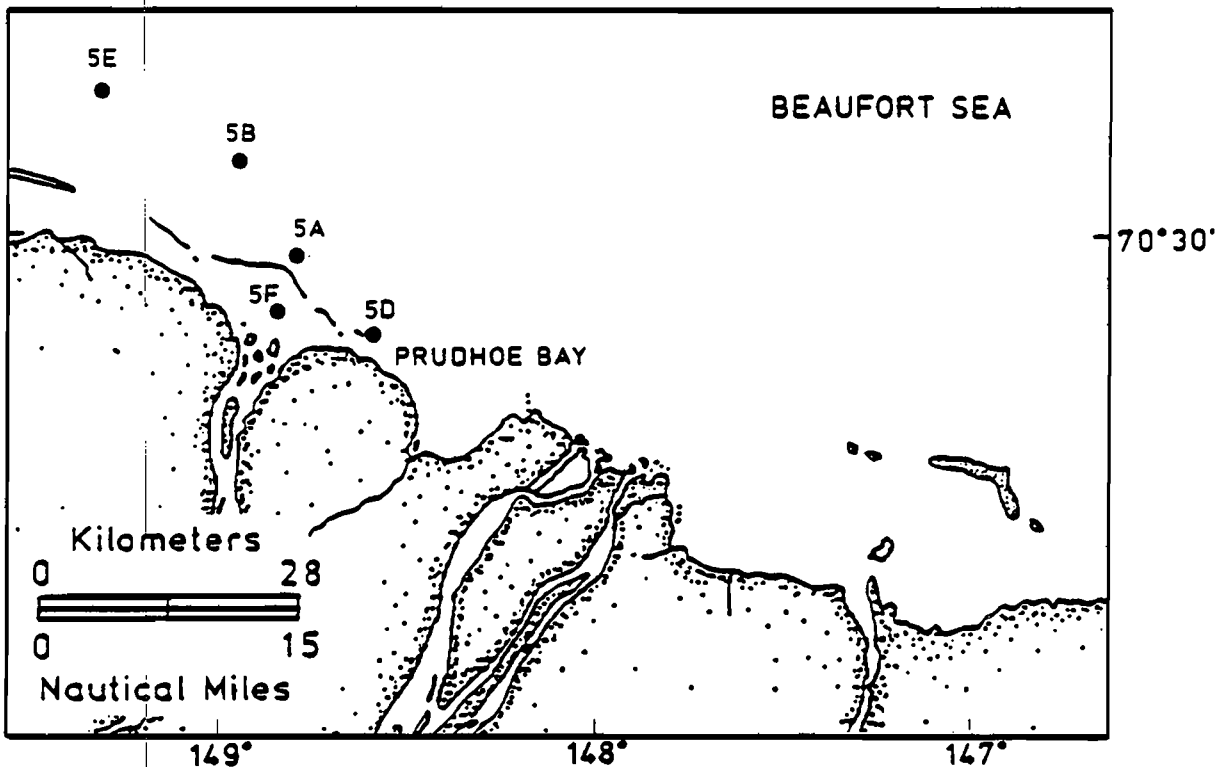 5E
BEAUFORT SEA
5B
5A
70°30'
5F
5D
PRUDHOE BAY
Kilometers
0 28
0 15
Nautical Miles
149° 148° 147°